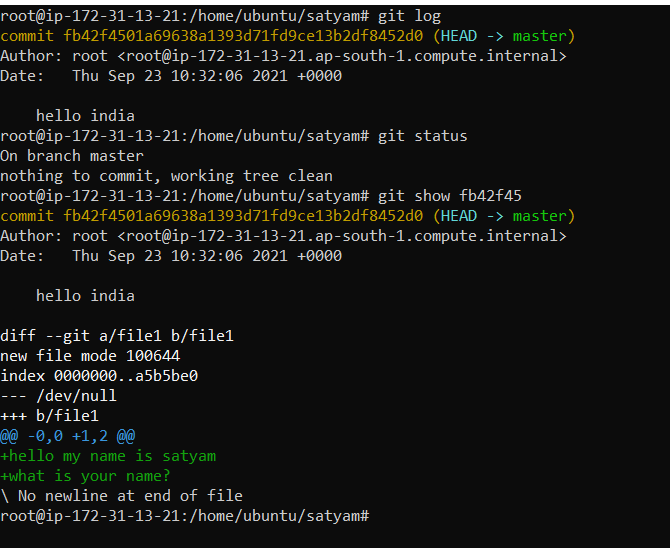 root@ip-172-31-13-21:/home/ubuntu/satyam# git log
commit fb42f4501a69638a1393d71fd9ce13b2df8452d0 (HEAD -> master)
Author: root <root@ip-172-31-13-21.ap-south-1.compute.internal>
Date:   Thu Sep 23 10:32:06 2021 +0000

    hello india
root@ip-172-31-13-21:/home/ubuntu/satyam# git status
On branch master
nothing to commit, working tree clean
root@ip-172-31-13-21:/home/ubuntu/satyam# git show fb42f45
commit fb42f4501a69638a1393d71fd9ce13b2df8452d0 (HEAD -> master)
Author: root <root@ip-172-31-13-21.ap-south-1.compute.internal>
Date:   Thu Sep 23 10:32:06 2021 +0000

    hello india

diff --git a/file1 b/file1
new file mode 100644
index 0000000..a5b5be0
--- /dev/null
+++ b/file1
@@ -0,0 +1,2 @@
+hello my name is satyam
+what is your name?
\ No newline at end of file
root@ip-172-31-13-21:/home/ubuntu/satyam#